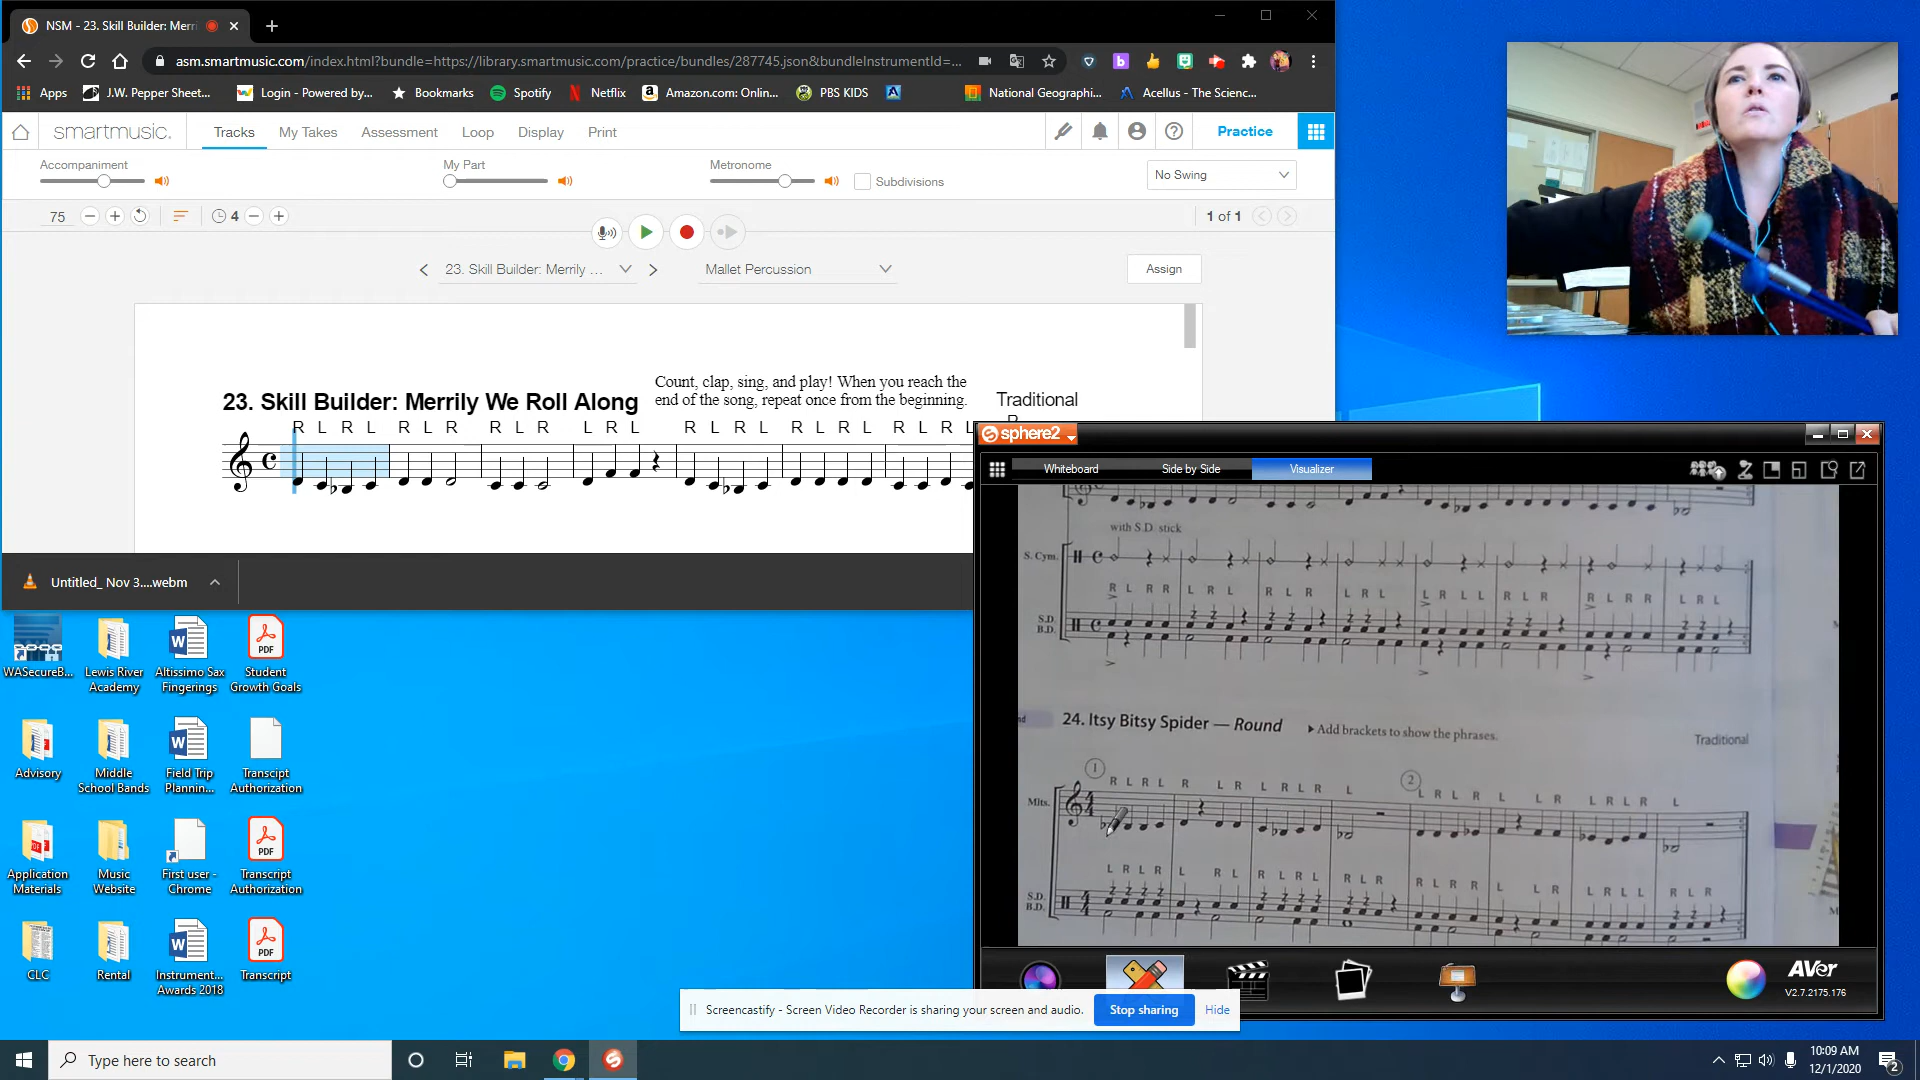 NSM - 23. Skill Builder: Merri
asm.smartmusic.com/index.html?bundle=https://library.smartmusic.com/practice/bundles/287745.json&bundleInstrumentId=...
Apps
J.W. Pepper Sheet...
Login - Powered by...
Bookmarks
Spotify
Netflix
Amazon.com: Onlin...
PBS KIDS
National Geographi...
Acellus - The Scienc...
smartmusic.
Tracks
My Takes
Assessment
Loop
Display
Print
Practice
Accompaniment
My Part
Metronome
Subdivisions
No Swing
75
4
1 of 1
23. Skill Builder: Merrily ...
Mallet Percussion
Assign
23. Skill Builder: Merrily We Roll Along
Count, clap, sing, and play! When you reach the
end of the song, repeat once from the beginning.
Traditional
R L R L R L R R L R L R L R L R L R L R L R L R L
sphere2
Whiteboard
Side by Side
Visualizer
with S.D. stick
S. Cym.
R L R R L R L R L R L R L L R L L R L R R L R R L R L
S.D.
B.D.
24. Itsy Bitsy Spider — Round
Add brackets to show the phrases.
Traditional
1
R L R L R L R L R L R L
2
L R L R L L R L R L R L
Mlts.
L R L R L L R R L R L R L R R L R L L L R L R L L R L R
S.D.
B.D.
AVer
V2.7.2175.176
Untitled_ Nov 3....webm
WASecureB...
Lewis River
Academy
Altissimo Sax
Fingerings
Student
Growth Goals
Advisory
Middle
School Bands
Field Trip
Plannin...
Transcipt
Authorization
Application
Materials
Music
Website
First user -
Chrome
Transcript
Authorization
CLC
Rental
Instrument...
Awards 2018
Transcript
Screencastify - Screen Video Recorder is sharing your screen and audio.
Stop sharing
Hide
Type here to search
10:09 AM
12/1/2020
2